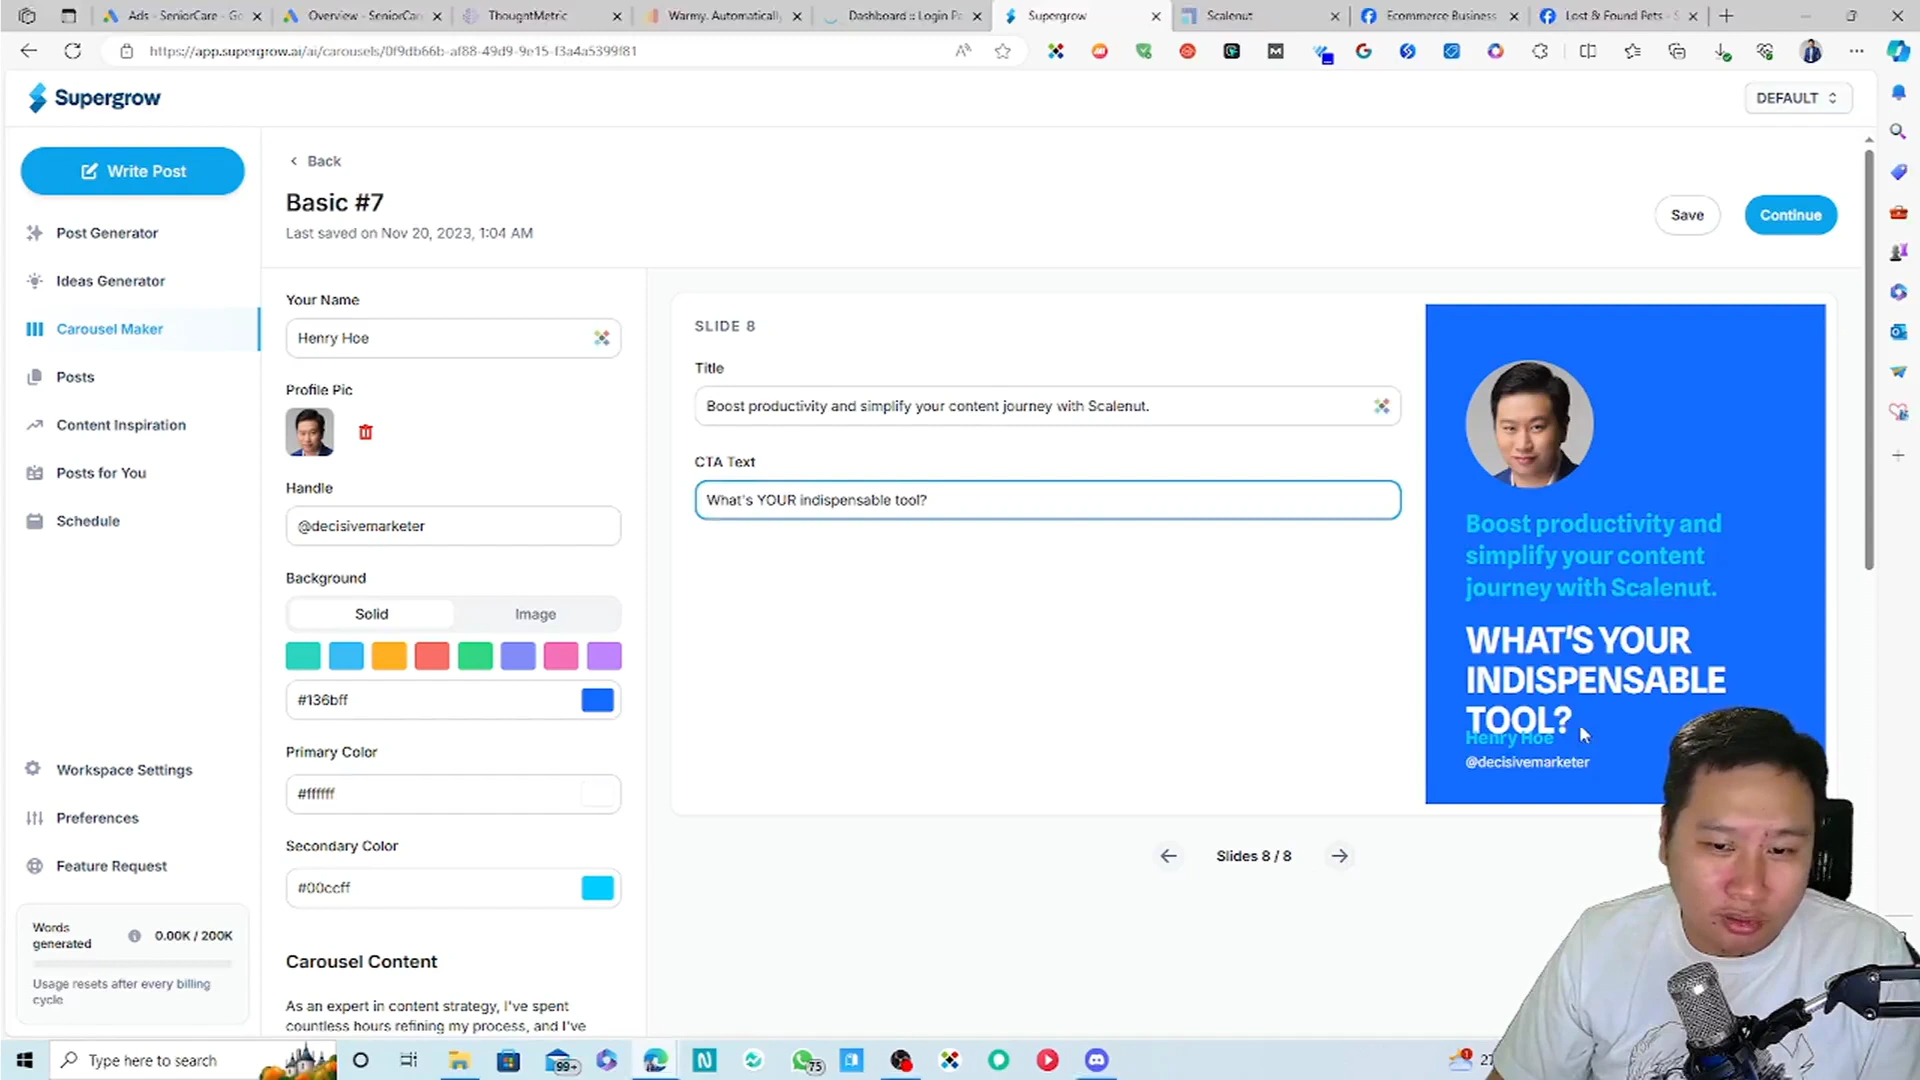 Ads - SeniorCare - Go
Overview - SeniorCar
ThoughtMetric
Warmy. Automatically
Dashboard :: Login Pa
Supergrow
Scalenut
Ecommerce Business
Lost & Found Pets - S
https://app.supergrow.ai/ai/carousels/0f9db66b-af88-49d9-9e15-f3a4a5399f81
Supergrow
DEFAULT
Write Post
Post Generator
Ideas Generator
Carousel Maker
Posts
Content Inspiration
Posts for You
Schedule
Workspace Settings
Preferences
Feature Request
Words
generated
0.00K / 200K
Usage resets after every billing
cycle
Back
Basic #7
Last saved on Nov 20, 2023, 1:04 AM
Save
Continue
Your Name
Henry Hoe
Profile Pic
Handle
@decisivemarketer
Background
Solid
Image
#136bff
Primary Color
#ffffff
Secondary Color
#00ccff
Carousel Content
As an expert in content strategy, I've spent
countless hours refining my process, and I've
SLIDE 8
Title
Boost productivity and simplify your content journey with Scalenut.
CTA Text
What's YOUR indispensable tool?
Boost productivity and
simplify your content
journey with Scalenut.
WHAT'S YOUR
INDISPENSABLE
TOOL?
Henry Hoe
@decisivemarketer
Slides 8 / 8
Type here to search
99+
75